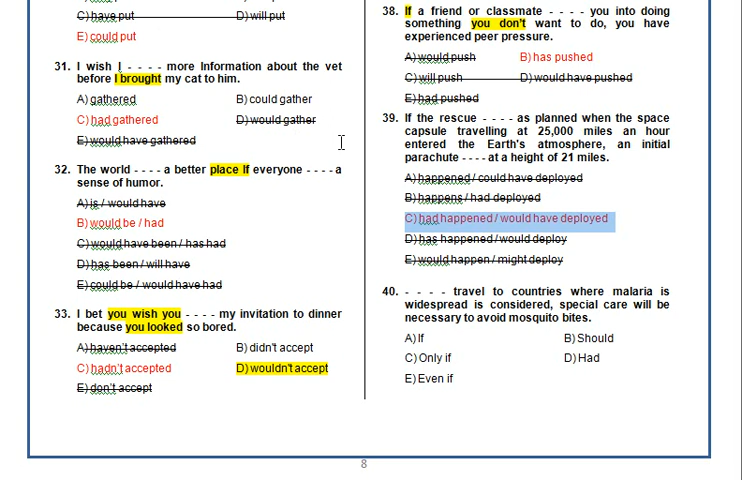 C) have put D) will put
E) could put
31. I wish I - - - - more Information about the vet
before I brought my cat to him.
A) gathered B) could gather
C) had gathered D) would gather
E) would have gathered
32. The world - - - - a better place If everyone - - - - a
sense of humor.
A) is / would have
B) would be / had
C) would have been / has had
D) has been / will have
E) could be / would have had
33. I bet you wish you - - - - my invitation to dinner
because you looked so bored.
A) haven't accepted B) didn't accept
C) hadn't accepted D) wouldn't accept
E) don't accept
38. If a friend or classmate - - - - you into doing
something you don't want to do, you have
experienced peer pressure.
A) would push B) has pushed
C) will push D) would have pushed
E) had pushed
39. If the rescue - - - - as planned when the space
capsule travelling at 25,000 miles an hour
entered the Earth's atmosphere, an initial
parachute - - - - at a height of 21 miles.
A) happened / could have deployed
B) happens / had deployed
C) had happened / would have deployed
D) has happened / would deploy
E) would happen / might deploy
40. - - - - travel to countries where malaria is
widespread is considered, special care will be
necessary to avoid mosquito bites.
A) If B) Should
C) Only if D) Had
E) Even if
8